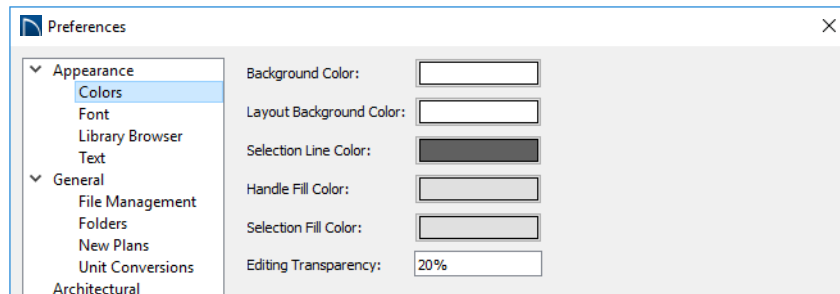 Preferences
Appearance
Colors
Font
Library Browser
Text
General
File Management
Folders
New Plans
Unit Conversions
Architectural
Background Color:
Layout Background Color:
Selection Line Color:
Handle Fill Color:
Selection Fill Color:
Editing Transparency: 20%